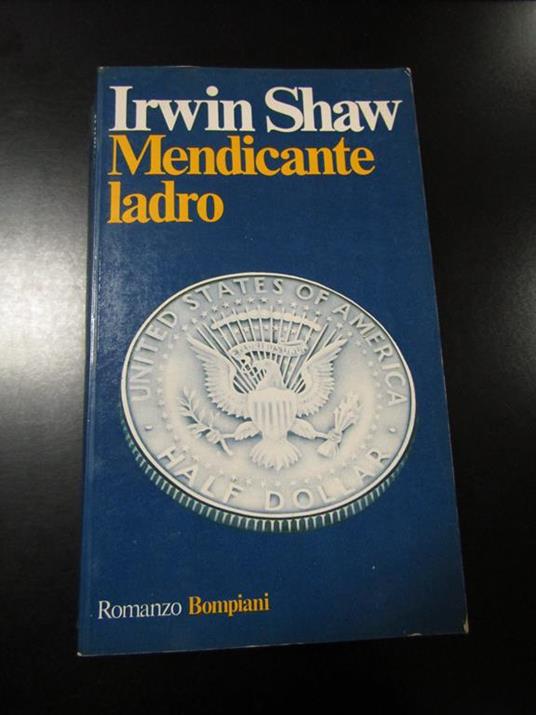 Irwin Shaw
Mendicante
ladro
UNITED STATES OF AMERICA
HALF DOLLAR
Romanzo Bompiani